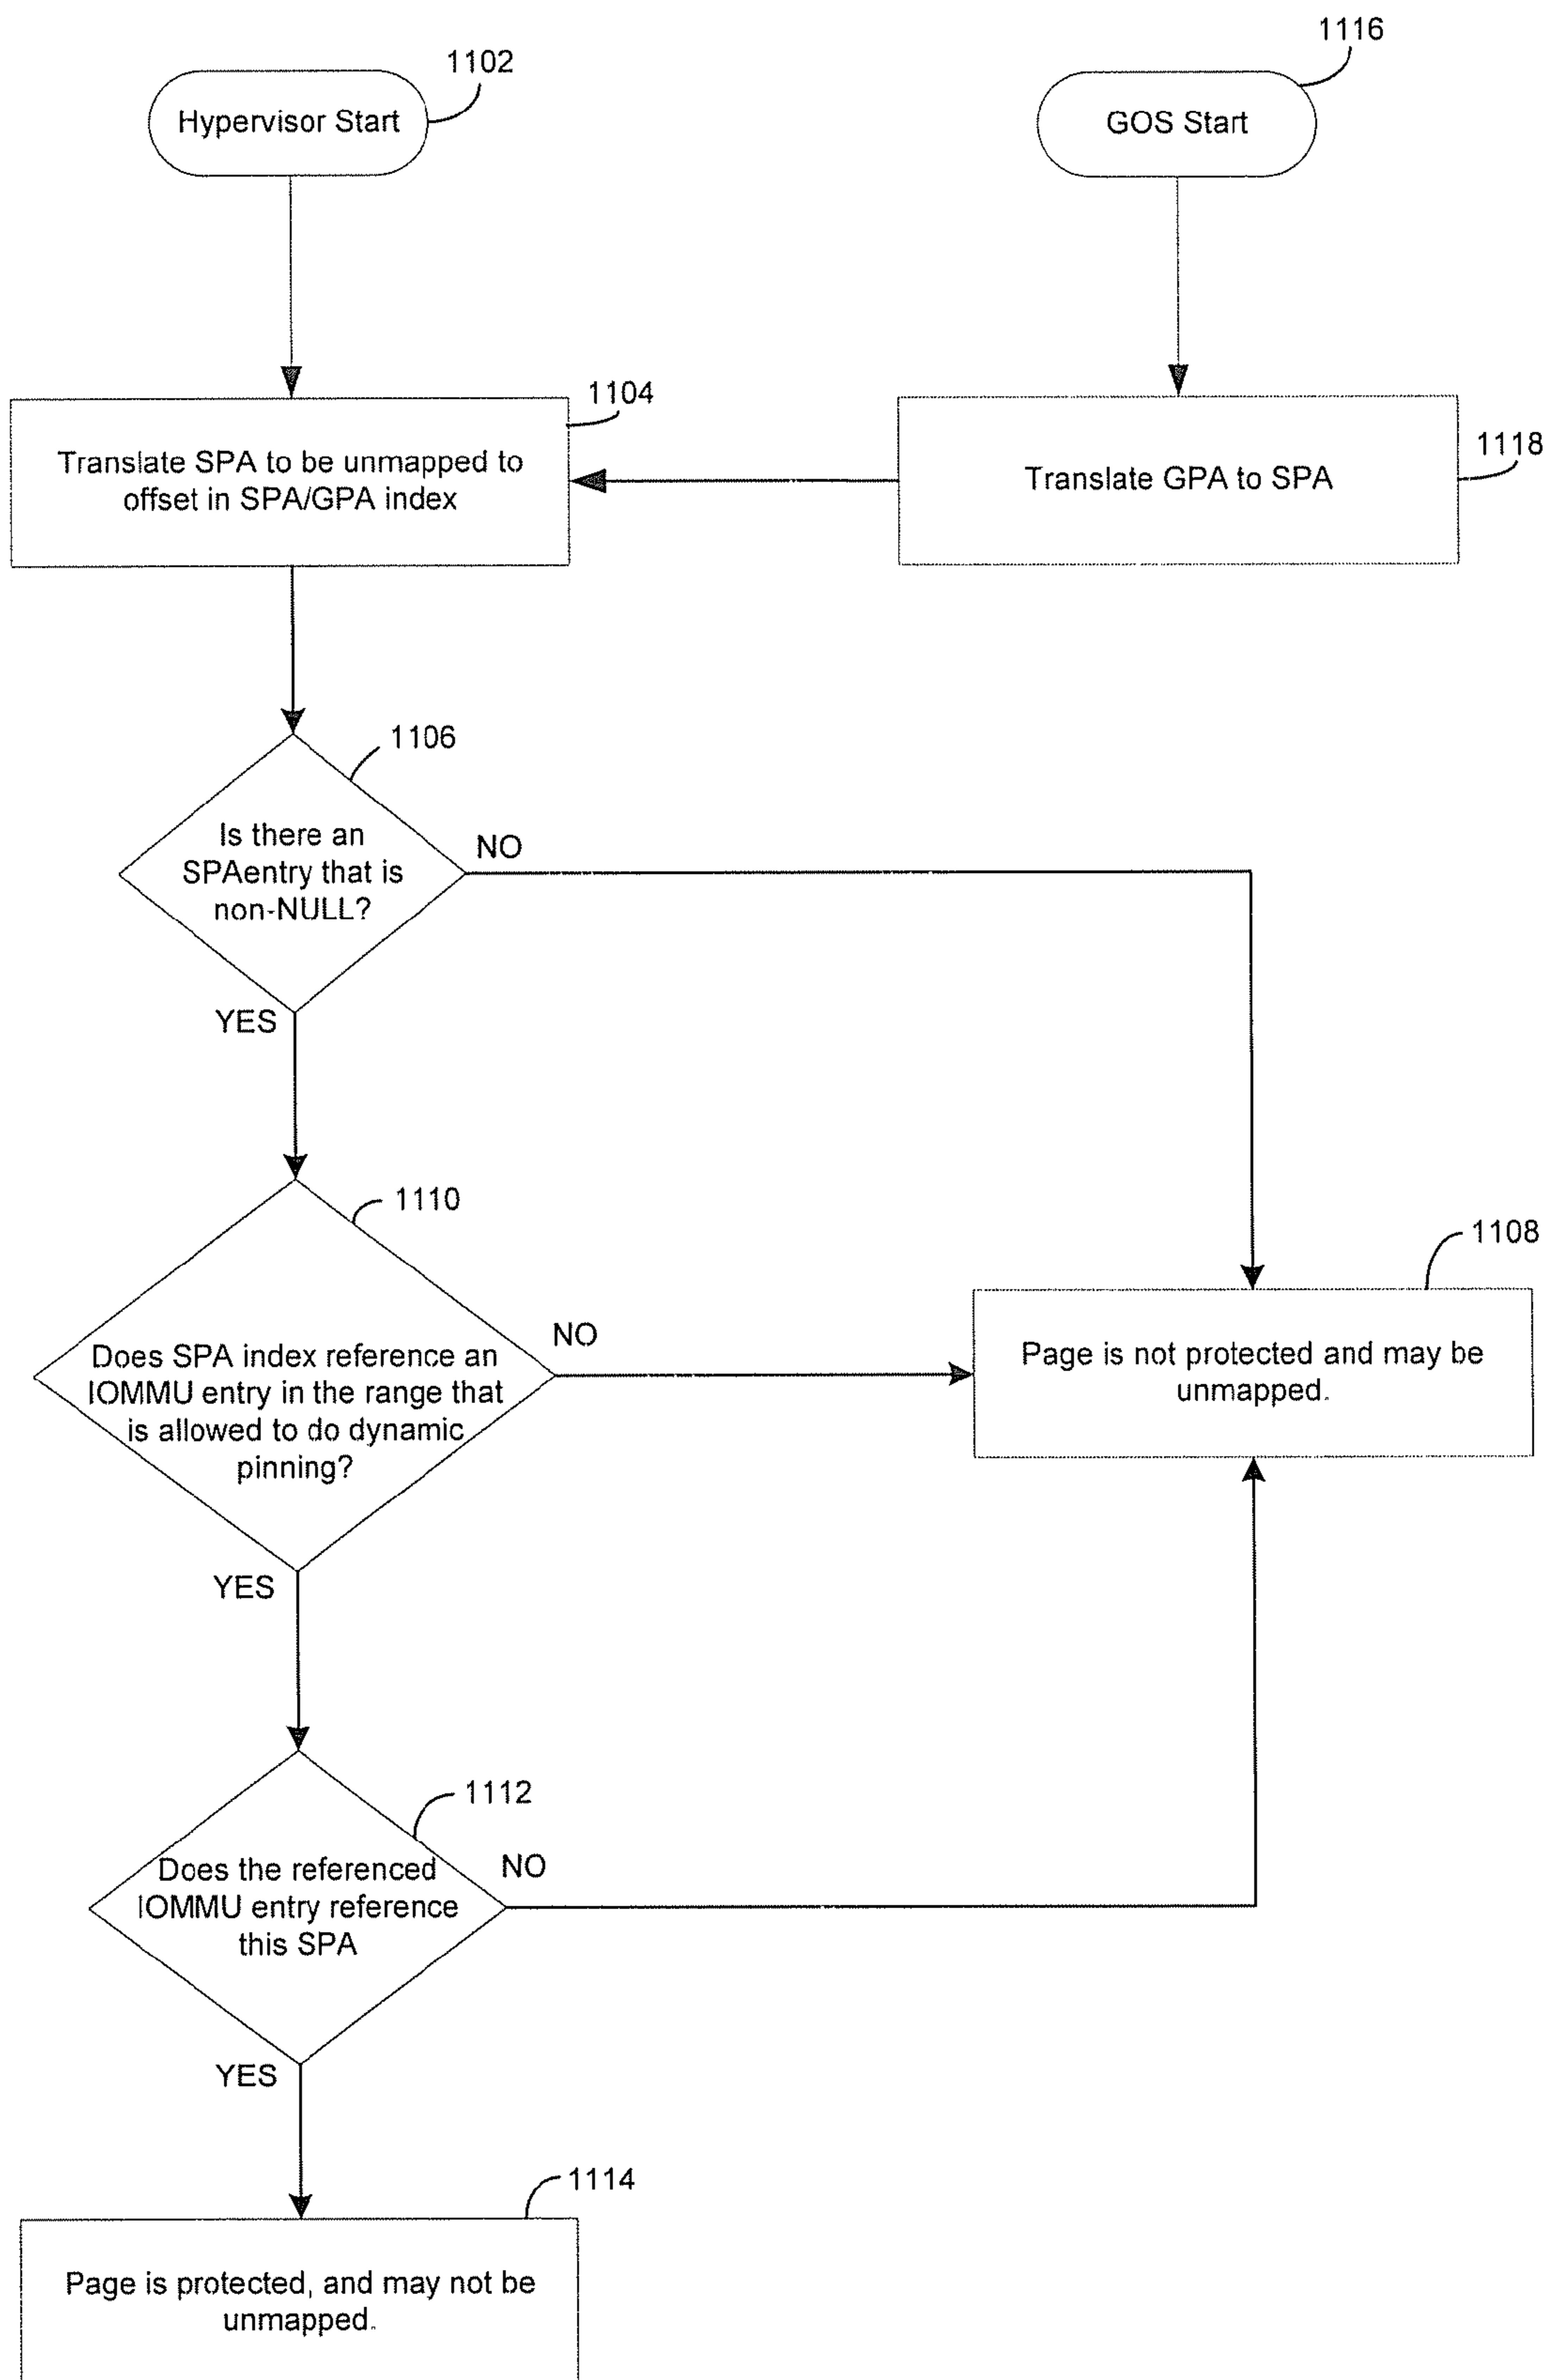 1116
1102
Hypervisor Start
GOS Start
1104
1118
Translate SPA to be unmapped to
offset in SPA/GPA index
Translate GPA to SPA
1106
Is there an
SPAentry that is
non-NULL?
NO
YES
1110
1108
Does SPA index reference an
IOMMU entry in the range that
is allowed to do dynamic
pinning?
NO
Page is not protected and may be
unmapped.
YES
1112
Does the referenced
IOMMU entry reference
this SPA
NO
YES
1114
Page is protected, and may not be
unmapped.